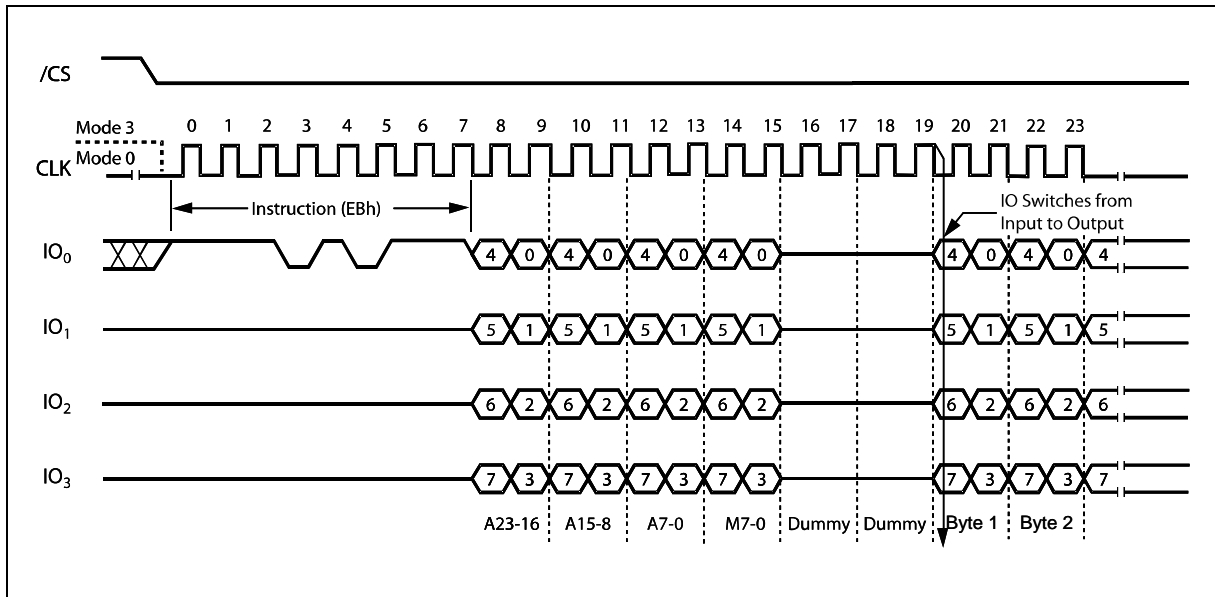 /CS
Mode 3
0 1 2 3 4 5 6 7 8 9 10 11 12 13 14 15 16 17 18 19 20 21 22 23
CLK
Mode 0
Instruction (EBh)
IO Switches from
Input to Output
IO0 4 0 4 0 4 0 4 0 4 0 4 0 4
IO1 5 1 5 1 5 1 5 1 5 1 5 1 5
IO2 6 2 6 2 6 2 6 2 6 2 6 2 6
IO3 7 3 7 3 7 3 7 3 7 3 7 3 7
A23-16 A15-8 A7-0 M7-0 Dummy Dummy Byte 1 Byte 2